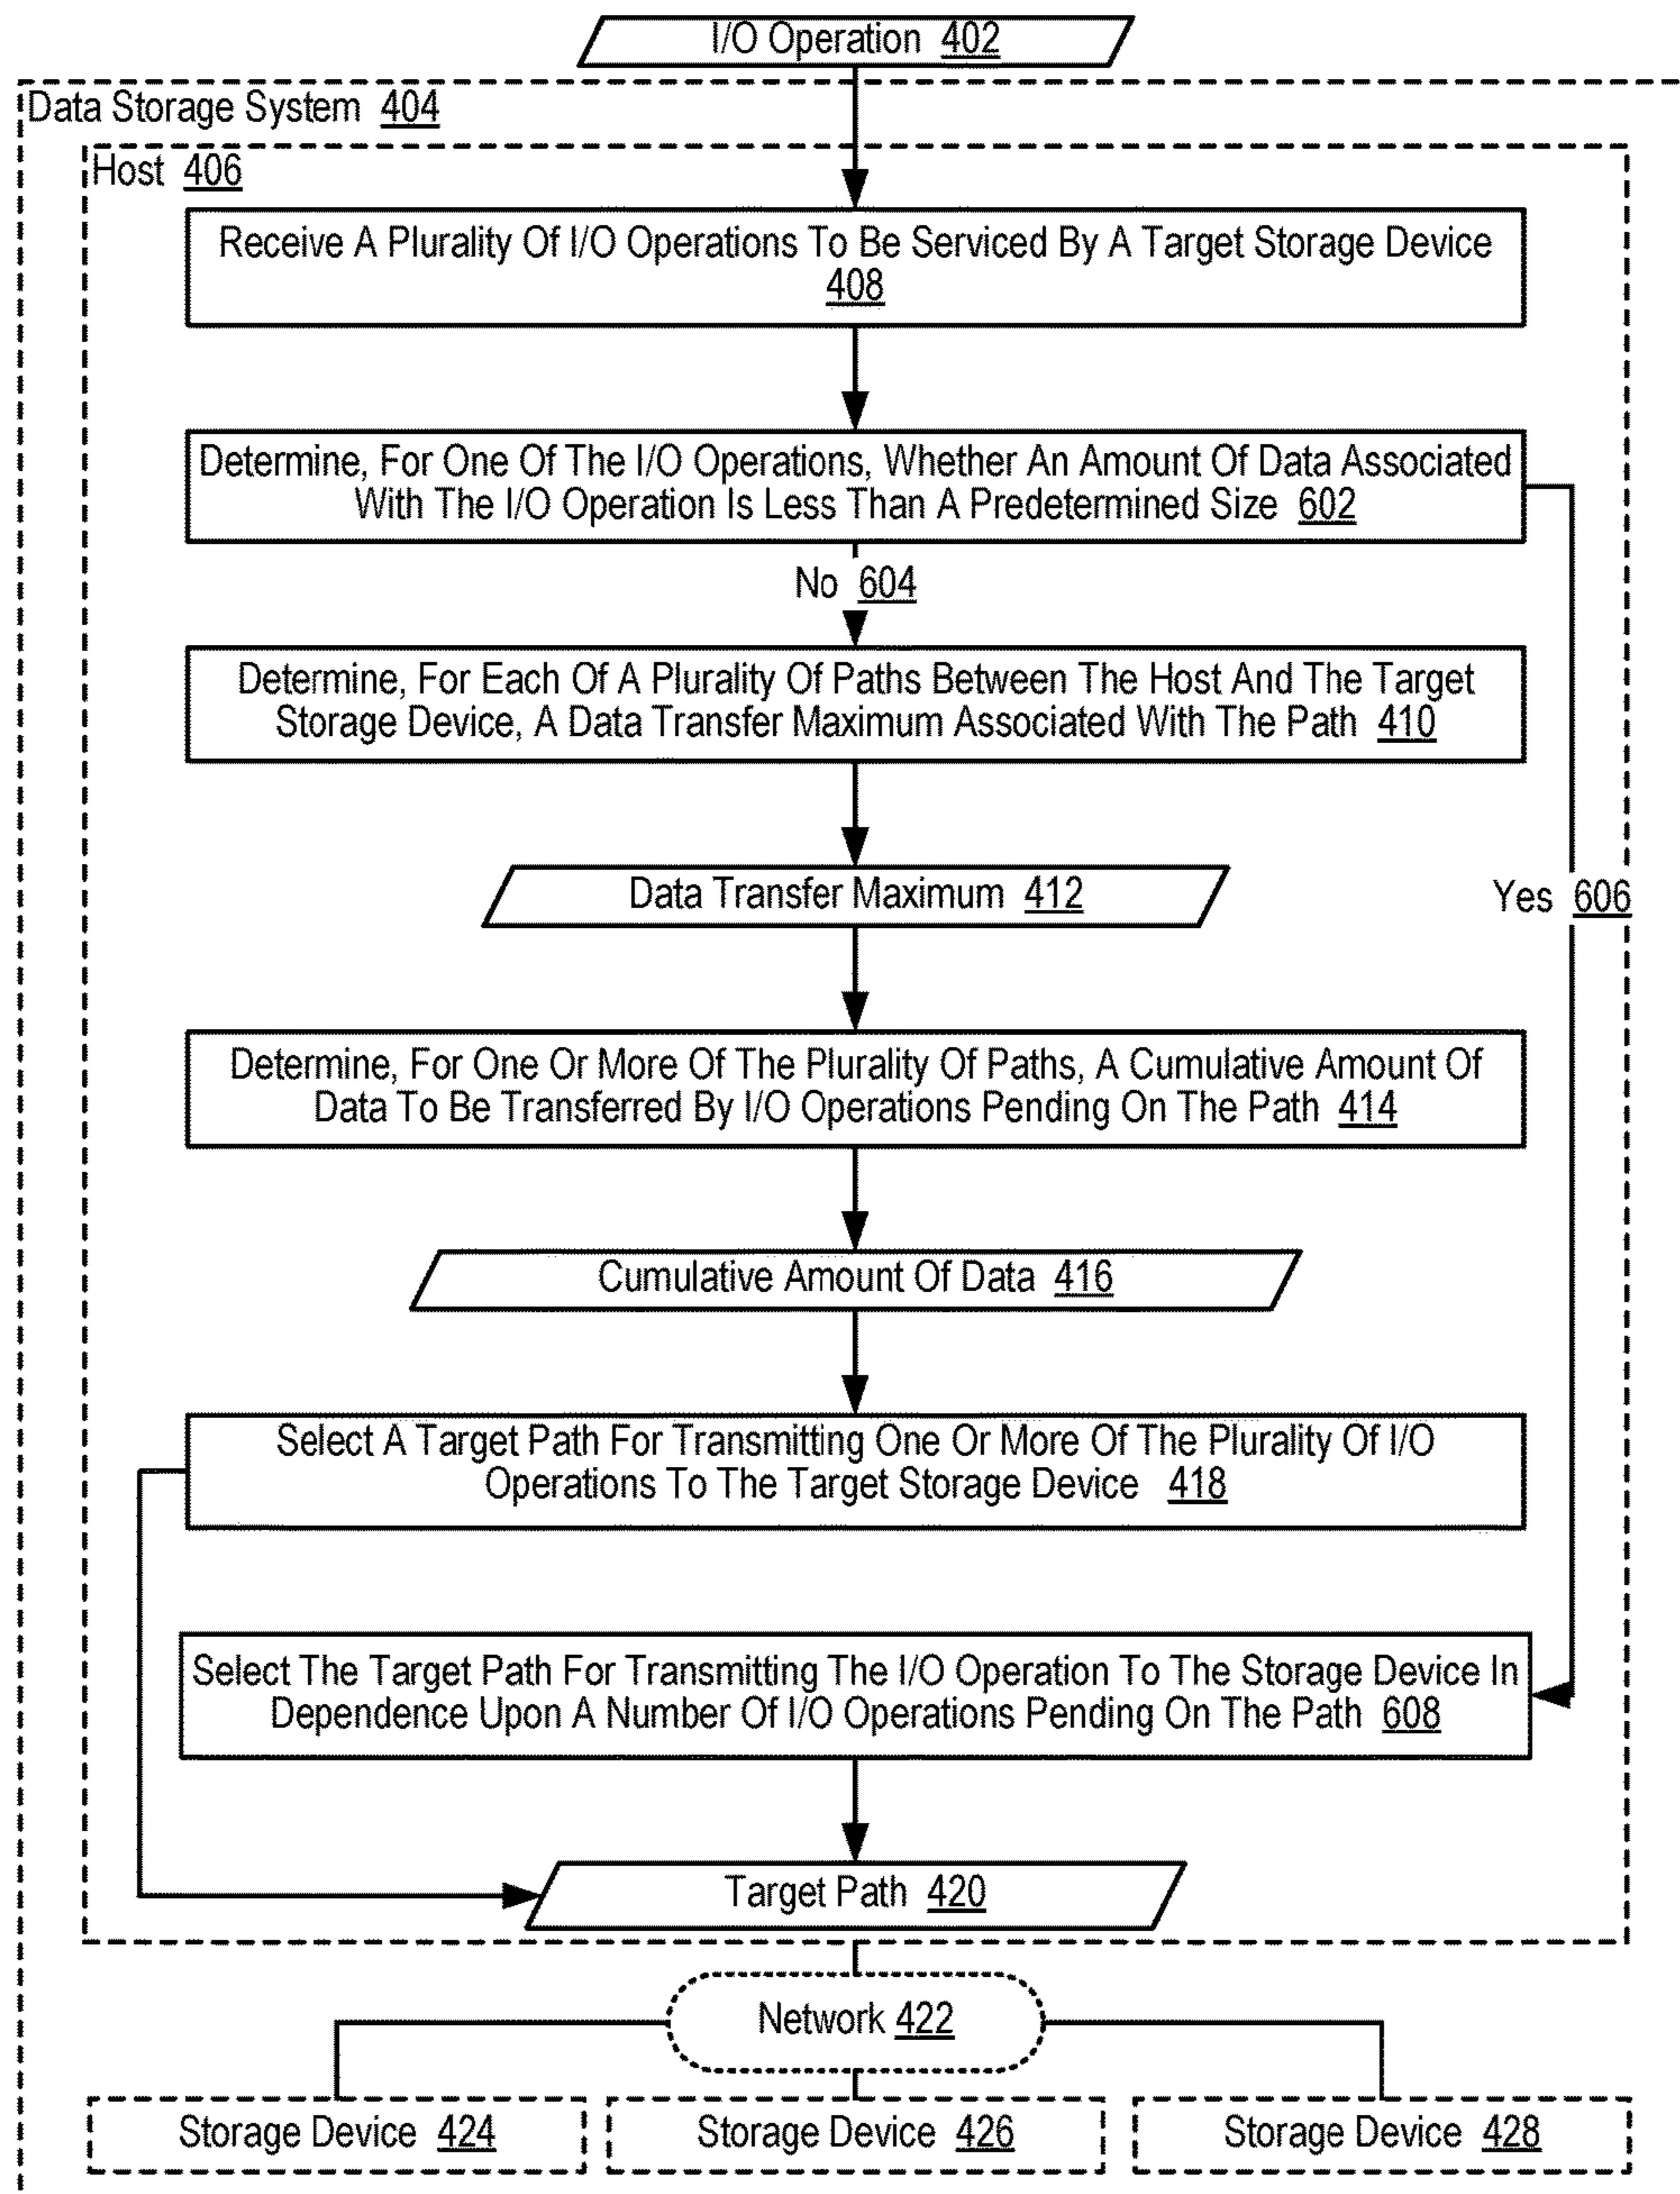 I/O Operation 402
Data Storage System 404
Host 406
Receive A Plurality Of I/O Operations To Be Serviced By A Target Storage Device
408
Determine, For One Of The I/O Operations, Whether An Amount Of Data Associated
With The I/O Operation Is Less Than A Predetermined Size 602
No 604
Determine, For Each Of A Plurality Of Paths Between The Host And The Target
Storage Device, A Data Transfer Maximum Associated With The Path 410
Data Transfer Maximum 412
Yes 606
Determine, For One Or More Of The Plurality Of Paths, A Cumulative Amount Of
Data To Be Transferred By I/O Operations Pending On The Path 414
Cumulative Amount Of Data 416
Select A Target Path For Transmitting One Or More Of The Plurality Of I/O
Operations To The Target Storage Device 418
Select The Target Path For Transmitting The I/O Operation To The Storage Device In
Dependence Upon A Number Of I/O Operations Pending On The Path 608
Target Path 420
Network 422
Storage Device 424
Storage Device 426
Storage Device 428